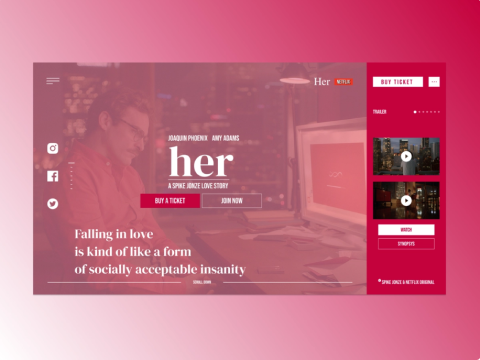 Her NETFLIX
BUY TICKET
TRAILER
JOAQUIN PHOENIX AMY ADAMS
her
A SPIKE JONZE LOVE STORY
BUY A TICKET JOIN NOW
Falling in love
is kind of like a form
of socially acceptable insanity
SCROLL DOWN
WATCH
SYNOPSYS
© SPIKE JONZE & NETFLIX ORIGINAL